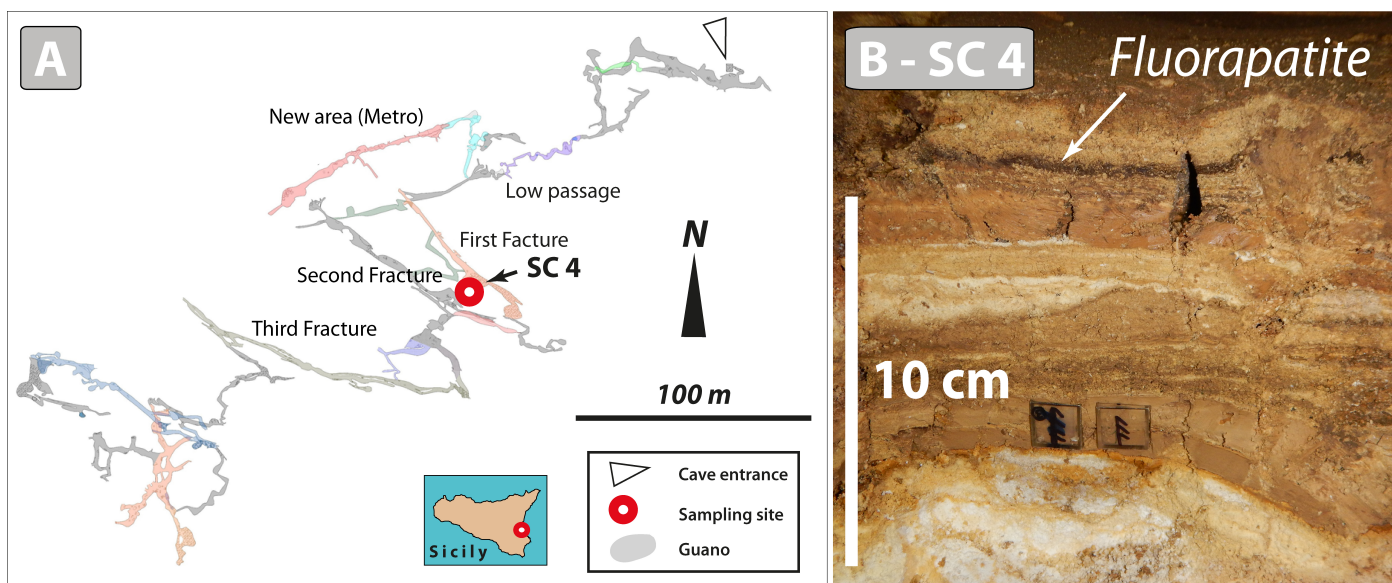 A
New area (Metro)
Low passage
First Facture
SC 4
Second Fracture
Third Fracture
N
100 m
Cave entrance
Sampling site
Guano
Sicily
B - SC 4
Fluorapatite
10 cm